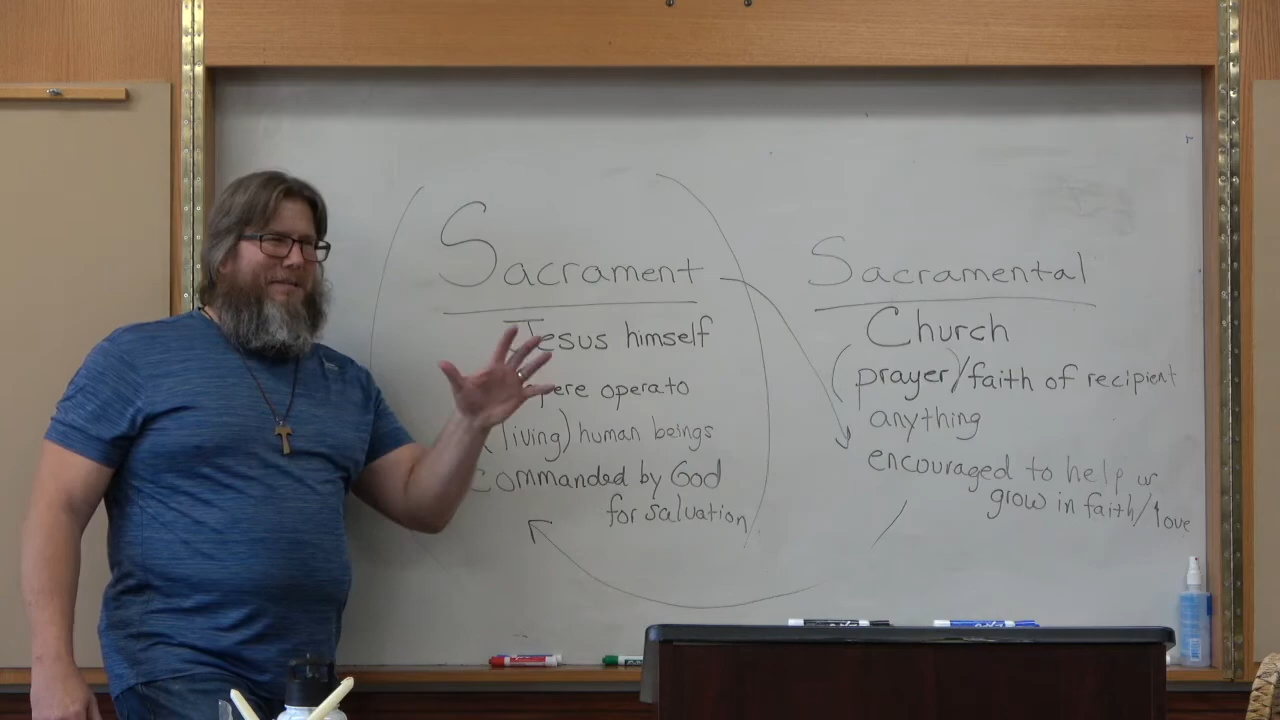 Sacrament
Jesus himself
opere operato
(living) human beings
commanded by God
for salvation
Sacramental
Church
(prayer)/faith of recipient
anything
encouraged to help us
grow in faith/love